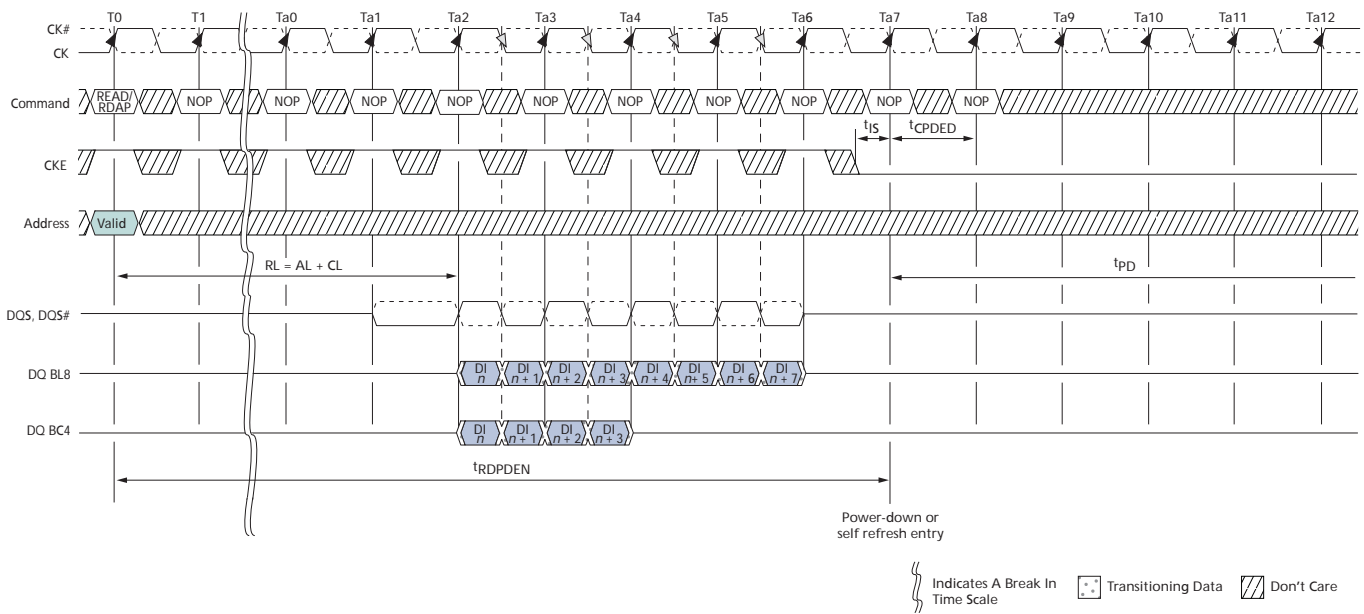 T0 T1 Ta0 Ta1 Ta2 Ta3 Ta4 Ta5 Ta6 Ta7 Ta8 Ta9 Ta10 Ta11 Ta12
CK#
CK
Command READ/ RDAP NOP NOP NOP NOP NOP NOP NOP NOP NOP NOP
tIS tCPDED
CKE
Address Valid
RL = AL + CL tPD
DQS, DQS#
DQ BL8 DI n DI n + 1 DI n + 2 DI n + 3 DI n + 4 DI n+ 5 DI n + 6 DI n + 7
DQ BC4 DI n DI n + 1 DI n + 2 DI n + 3
tRDPDEN
Power-down or
self refresh entry
Indicates A Break In
Time Scale
Transitioning Data
Don't Care